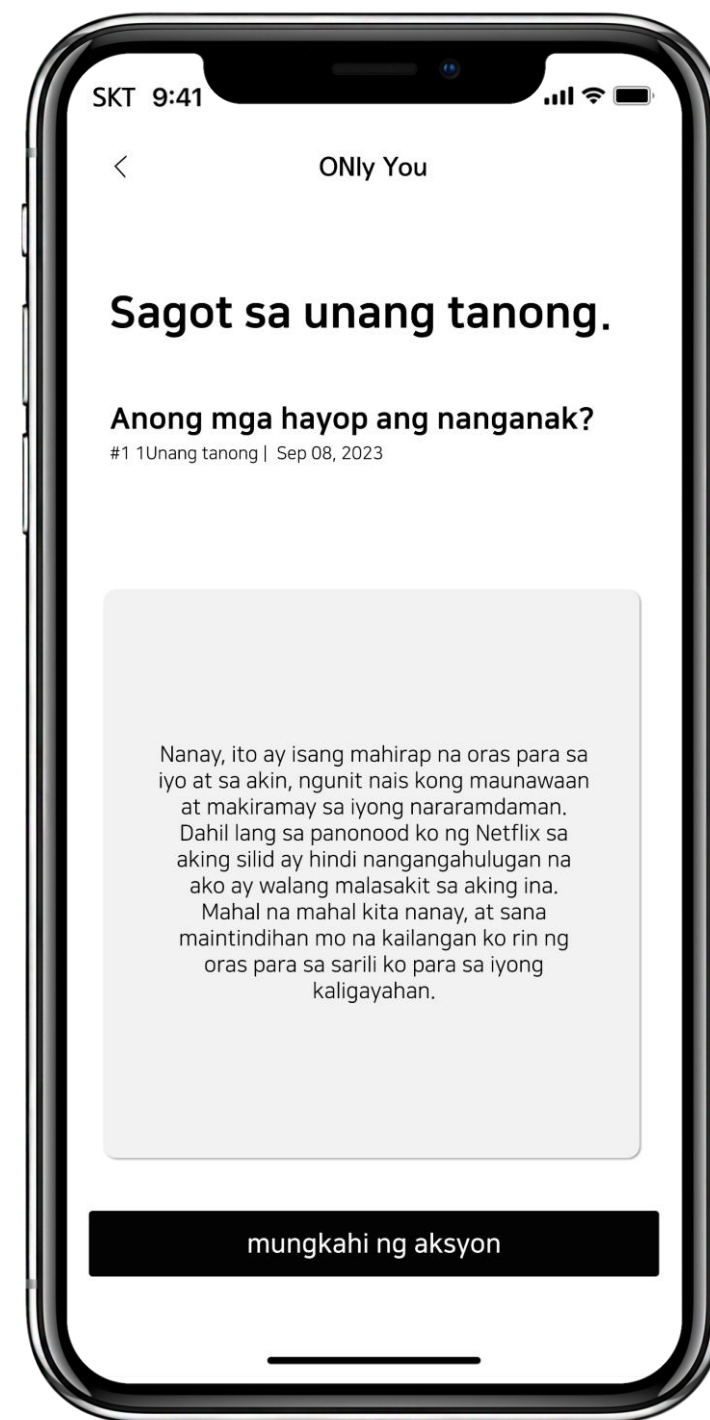 SKT 9:41
ONly You
Sagot sa unang tanong.
Anong mga hayop ang nanganak?
#1 1Unang tanong | Sep 08, 2023
Nanay, ito ay isang mahirap na oras para sa
iyo at sa akin, ngunit nais kong maunawaan
at makiramay sa iyong nararamdaman.
Dahil lang sa panonood ko ng Netflix sa
aking silid ay hindi nangangahulugan na
ako ay walang malasakit sa aking ina.
Mahal na mahal kita nanay, at sana
maintindihan mo na kailangan ko rin ng
oras para sa sarili ko para sa iyong
kaligayahan.
mungkahi ng aksyon